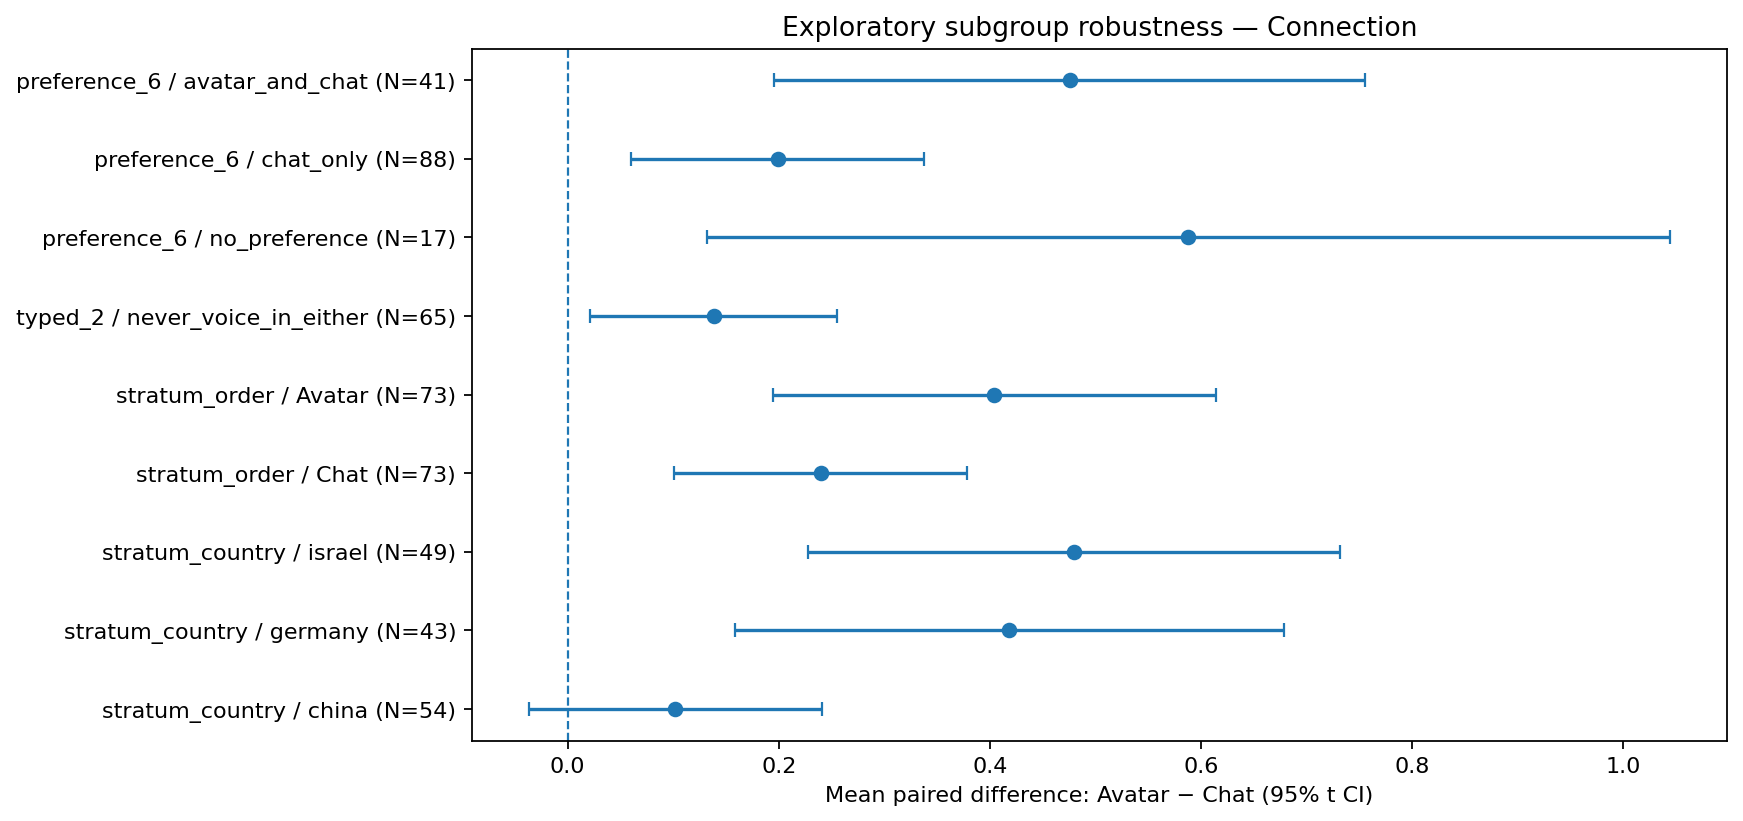 Exploratory subgroup robustness — Connection
preference_6 / avatar_and_chat (N=41)
preference_6 / chat_only (N=88)
preference_6 / no_preference (N=17)
typed_2 / never_voice_in_either (N=65)
stratum_order / Avatar (N=73)
stratum_order / Chat (N=73)
stratum_country / israel (N=49)
stratum_country / germany (N=43)
stratum_country / china (N=54)
0.0 0.2 0.4 0.6 0.8 1.0
Mean paired difference: Avatar − Chat (95% t CI)